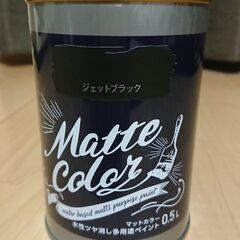 ジェットブラック
Matte
Color
water based multi purpose paint
マットカラー
水性ツヤ消し多用途ペイント 0.5L